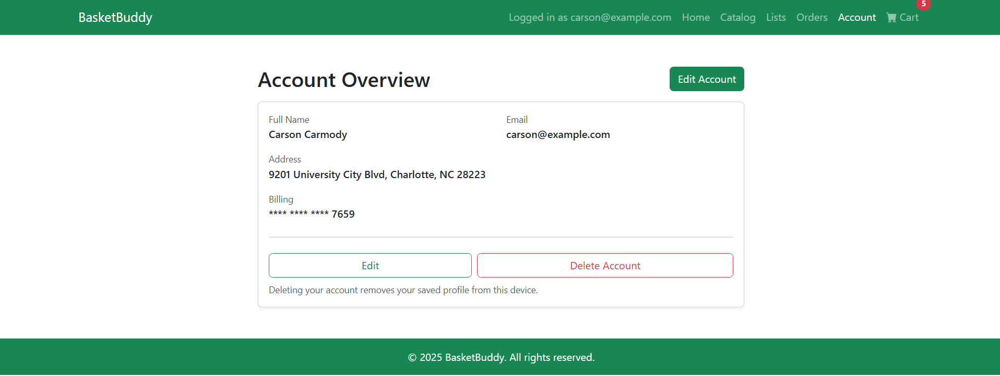 BasketBuddy Logged in as carson@example.com Home Catalog Lists Orders Account Cart 5
Account Overview Edit Account
Full Name Email
Carson Carmody carson@example.com
Address
9201 University City Blvd, Charlotte, NC 28223
Billing
**** **** **** 7659
Edit Delete Account
Deleting your account removes your saved profile from this device.
© 2025 BasketBuddy. All rights reserved.